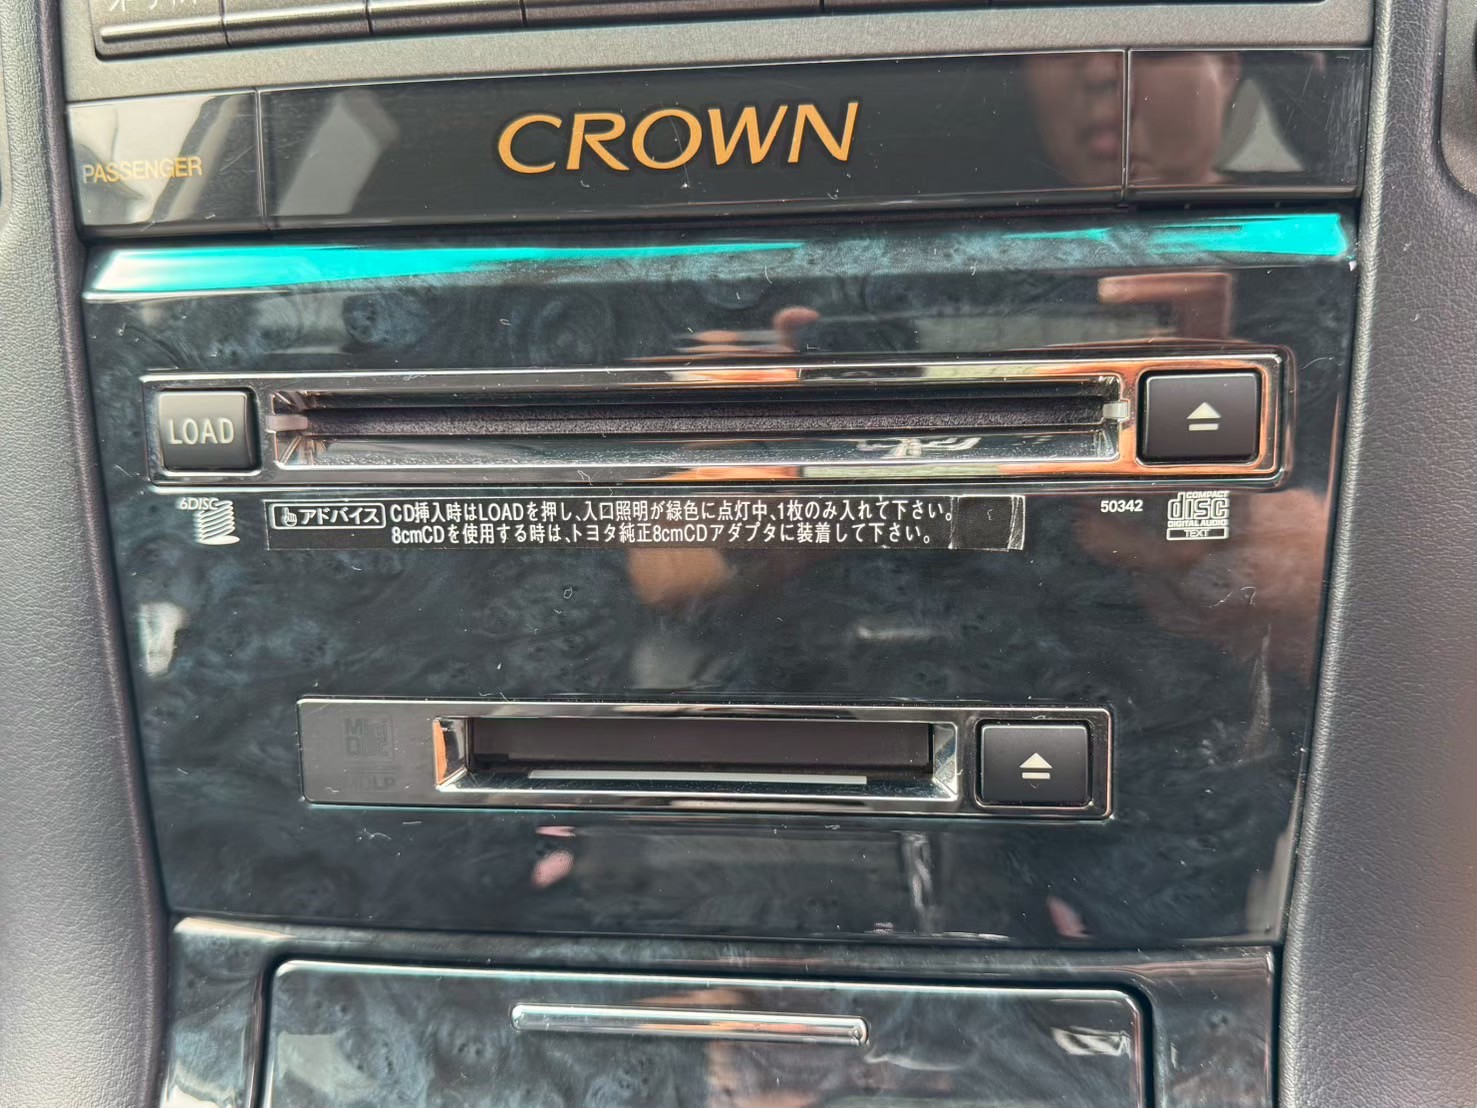 CROWN
PASSENGER
LOAD
6DISC
アドバイス CD挿入時はLOADを押し、入口照明が緑色に点灯中、1枚のみ入れて下さい。
8cmCDを使用する時は、トヨタ純正8cmCDアダプタに装着して下さい。
50342
COMPACT
disc
DIGITAL AUDIO
TEXT
MD
MDLP